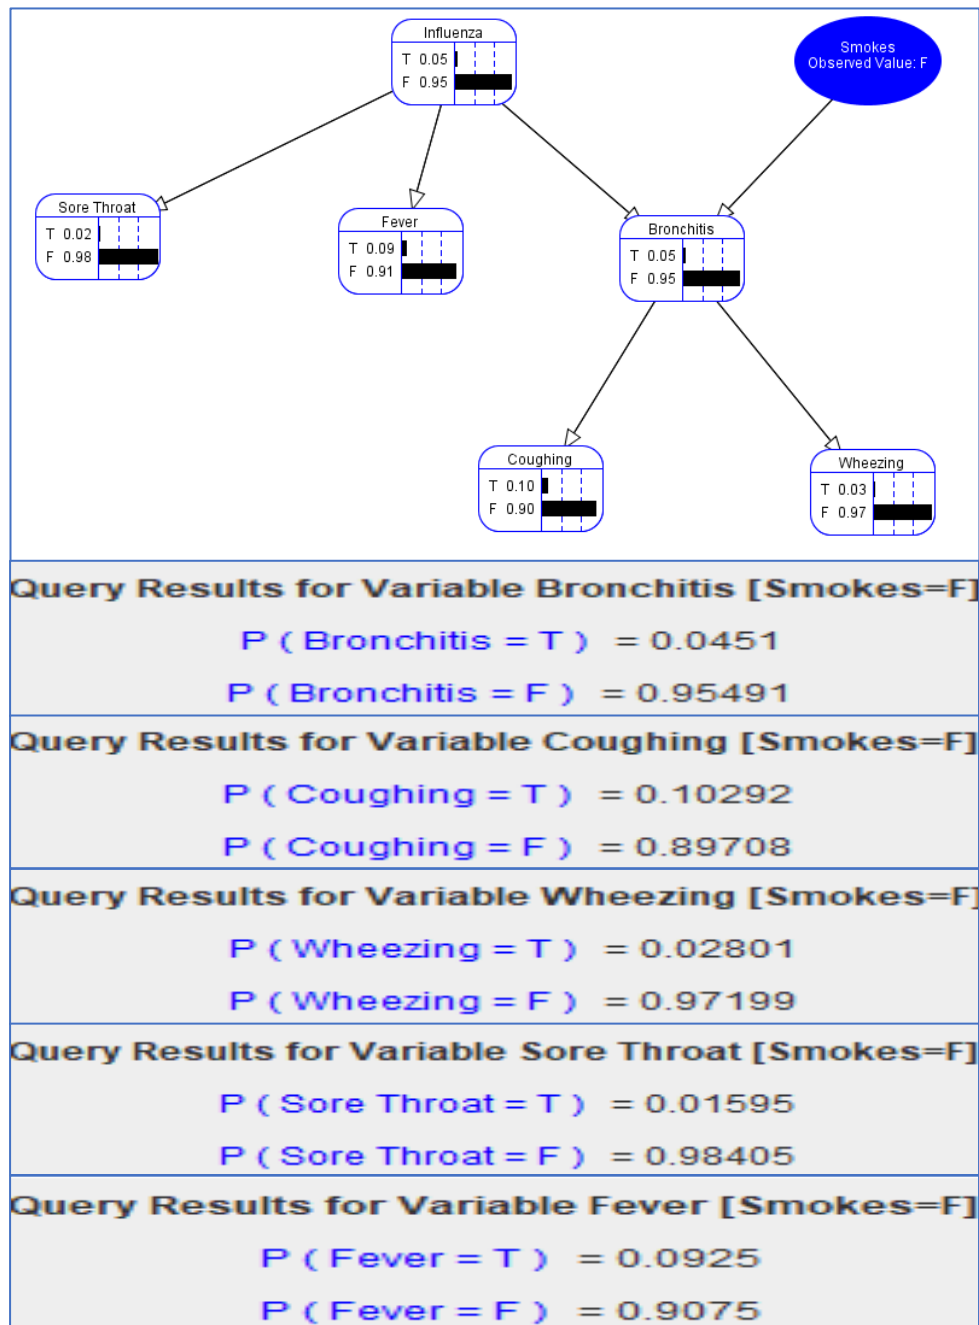 Influenza
T 0.05
F 0.95
Smokes
Observed Value: F
Sore Throat
T 0.02
F 0.98
Fever
T 0.09
F 0.91
Bronchitis
T 0.05
F 0.95
Coughing
T 0.10
F 0.90
Wheezing
T 0.03
F 0.97
Query Results for Variable Bronchitis [Smokes=F]
P ( Bronchitis = T ) = 0.0451
P ( Bronchitis = F ) = 0.95491
Query Results for Variable Coughing [Smokes=F]
P ( Coughing = T ) = 0.10292
P ( Coughing = F ) = 0.89708
Query Results for Variable Wheezing [Smokes=F]
P ( Wheezing = T ) = 0.02801
P ( Wheezing = F ) = 0.97199
Query Results for Variable Sore Throat [Smokes=F]
P ( Sore Throat = T ) = 0.01595
P ( Sore Throat = F ) = 0.98405
Query Results for Variable Fever [Smokes=F]
P ( Fever = T ) = 0.0925
P ( Fever = F ) = 0.9075